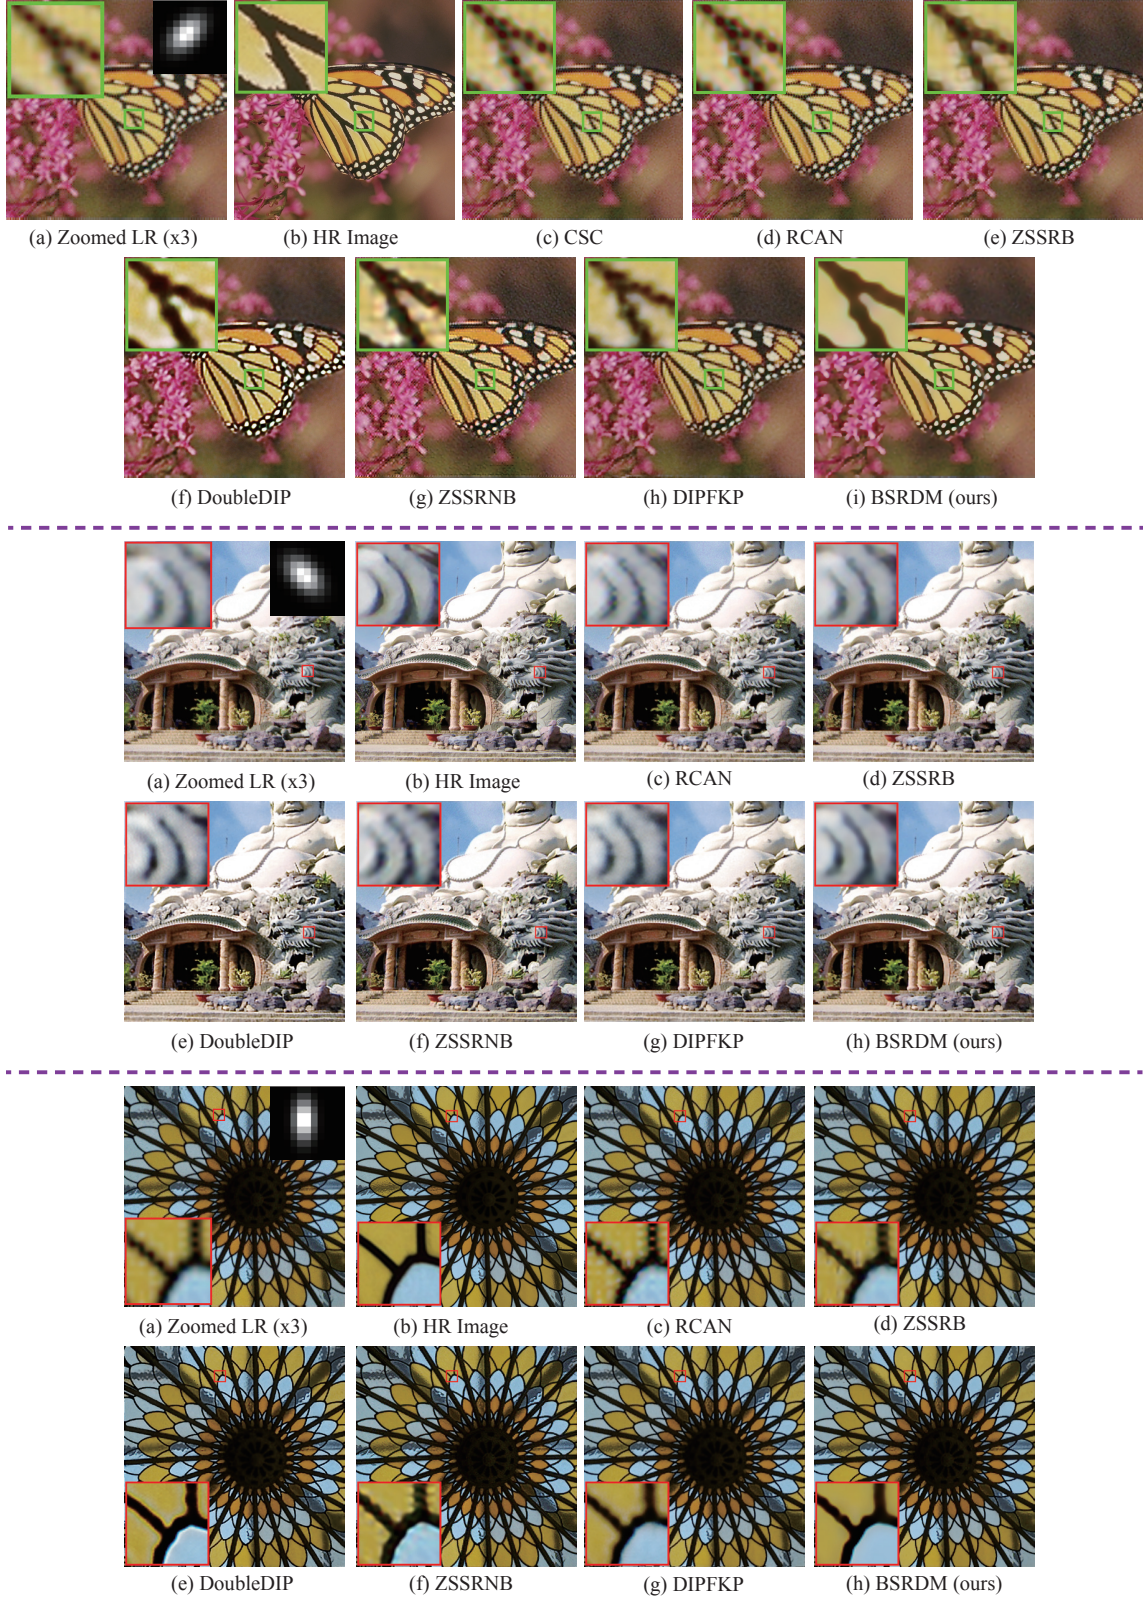 (a) Zoomed LR (x3)
(b) HR Image
(c) CSC
(d) RCAN
(e) ZSSRB
(f) DoubleDIP
(g) ZSSRNB
(h) DIPFKP
(i) BSRDM (ours)
(a) Zoomed LR (x3)
(b) HR Image
(c) RCAN
(d) ZSSRB
(e) DoubleDIP
(f) ZSSRNB
(g) DIPFKP
(h) BSRDM (ours)
(a) Zoomed LR (x3)
(b) HR Image
(c) RCAN
(d) ZSSRB
(e) DoubleDIP
(f) ZSSRNB
(g) DIPFKP
(h) BSRDM (ours)